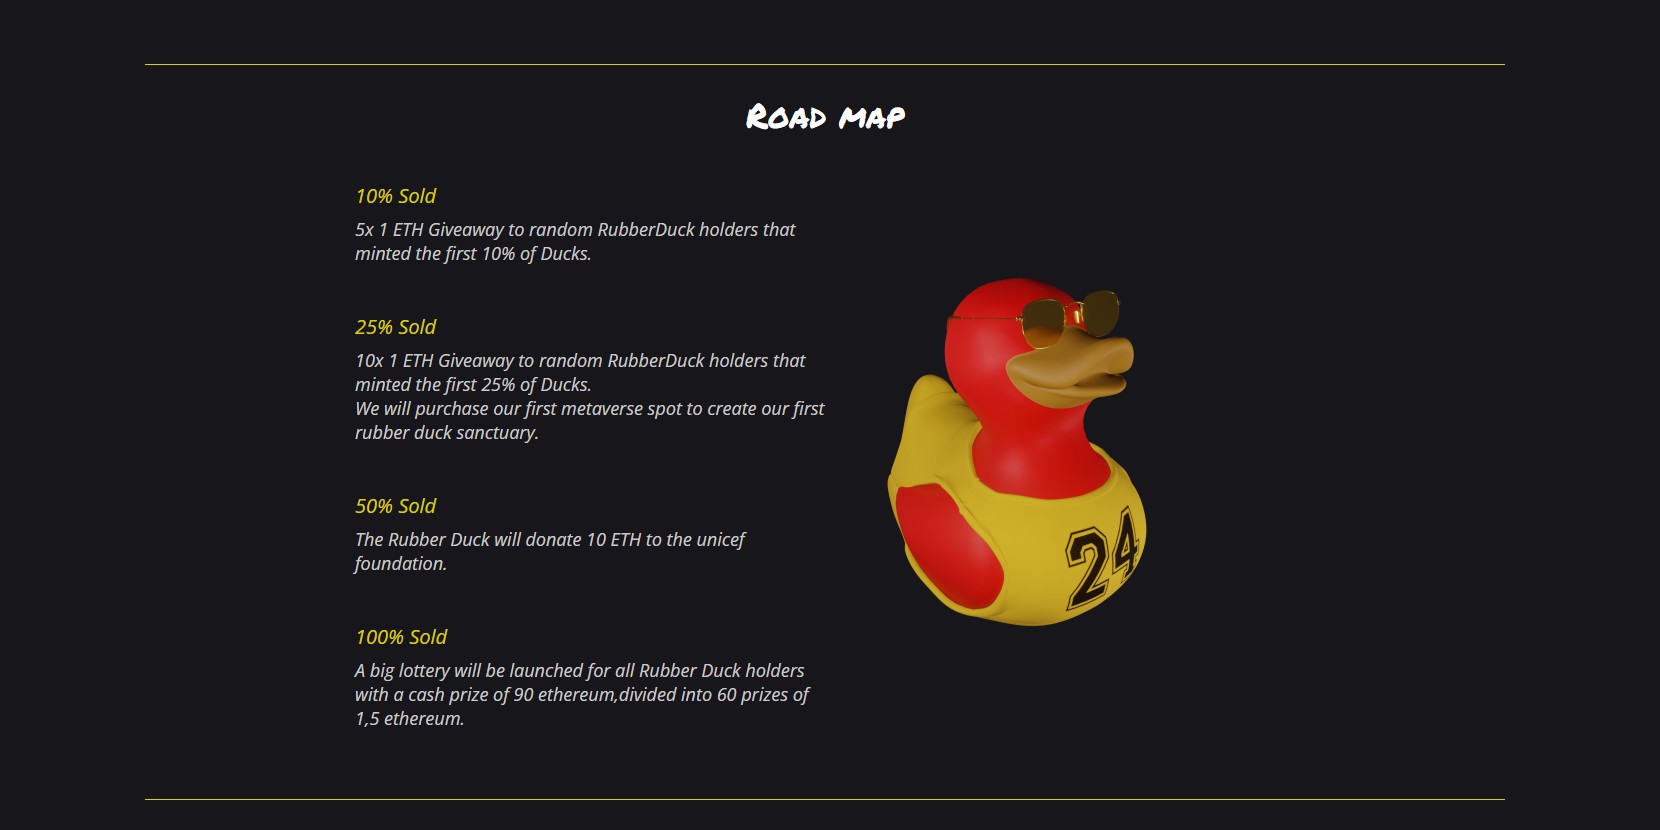 Road map
10% Sold
5x 1 ETH Giveaway to random RubberDuck holders that
minted the first 10% of Ducks.
25% Sold
10x 1 ETH Giveaway to random RubberDuck holders that
minted the first 25% of Ducks.
We will purchase our first metaverse spot to create our first
rubber duck sanctuary.
50% Sold
The Rubber Duck will donate 10 ETH to the unicef
foundation.
100% Sold
A big lottery will be launched for all Rubber Duck holders
with a cash prize of 90 ethereum,divided into 60 prizes of
1,5 ethereum.
24